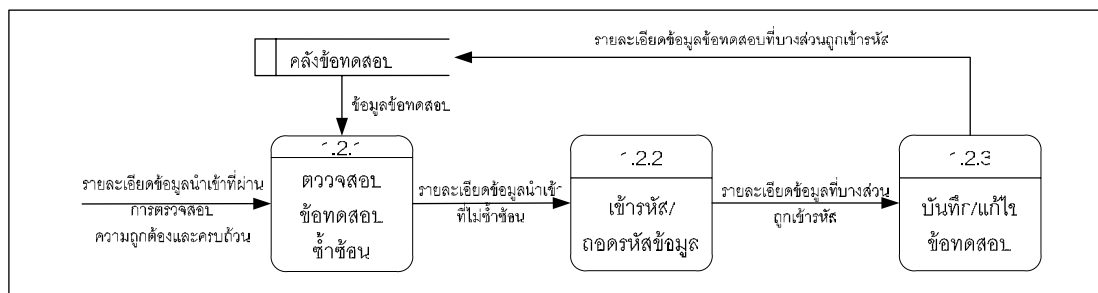 รายละเอียดข้อมูลข้อทดสอบที่บางส่วนถูกเข้ารหัส
คลังข้อทดสอบ
ข้อมูลข้อทดสอบ
1.2.1
ตรวจสอบ
ข้อทดสอบ
ซ้ำซ้อน
1.2.2
เข้ารหัส/
ถอดรหัสข้อมูล
1.2.3
บันทึก/แก้ไข
ข้อทดสอบ
รายละเอียดข้อมูลนำเข้าที่ผ่าน
การตรวจสอบ
ความถูกต้องและครบถ้วน
รายละเอียดข้อมูลนำเข้า
ที่ไม่ซ้ำซ้อน
รายละเอียดข้อมูลที่บางส่วน
ถูกเข้ารหัส